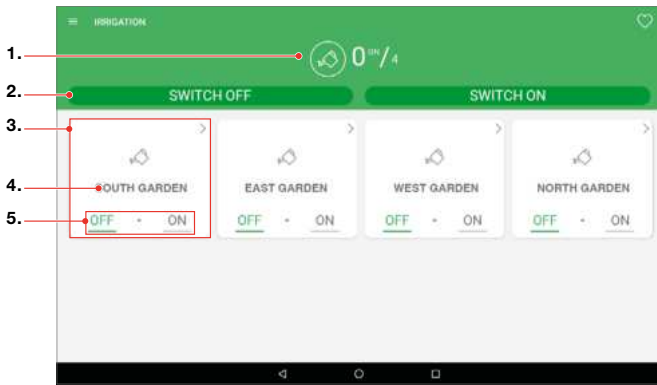 IRRIGATION
1.
0 ON/4
2.
SWITCH OFF SWITCH ON
3.
4.
SOUTH GARDEN EAST GARDEN WEST GARDEN NORTH GARDEN
5.
OFF - ON OFF - ON OFF - ON OFF - ON